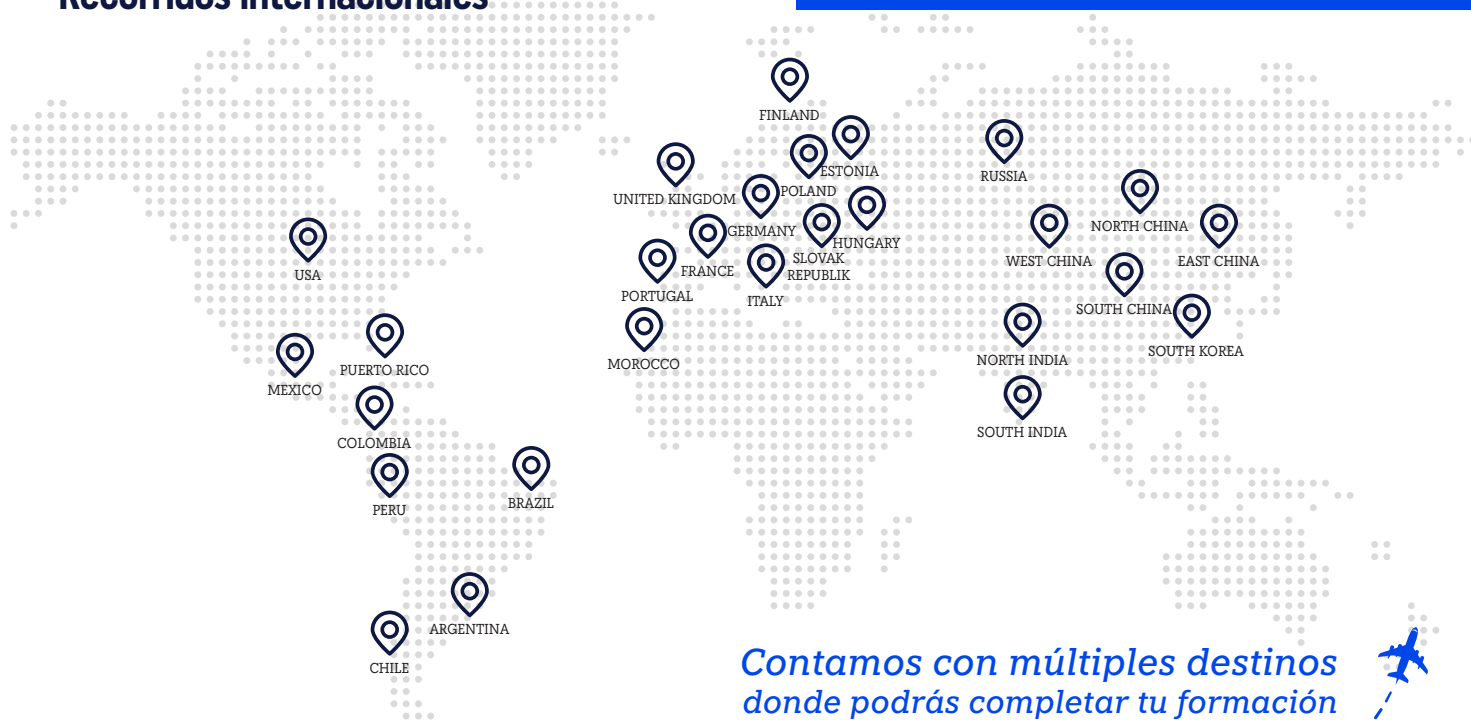 Recorridos internacionales
FINLAND
ESTONIA
RUSSIA
POLAND
UNITED KINGDOM
NORTH CHINA
GERMANY
HUNGARY
SLOVAK
REPUBLIK
WEST CHINA
EAST CHINA
FRANCE
USA
PORTUGAL
ITALY
SOUTH CHINA
SOUTH KOREA
NORTH INDIA
MOROCCO
PUERTO RICO
MEXICO
SOUTH INDIA
COLOMBIA
BRAZIL
PERU
ARGENTINA
CHILE
Contamos con múltiples destinos
donde podrás completar tu formación